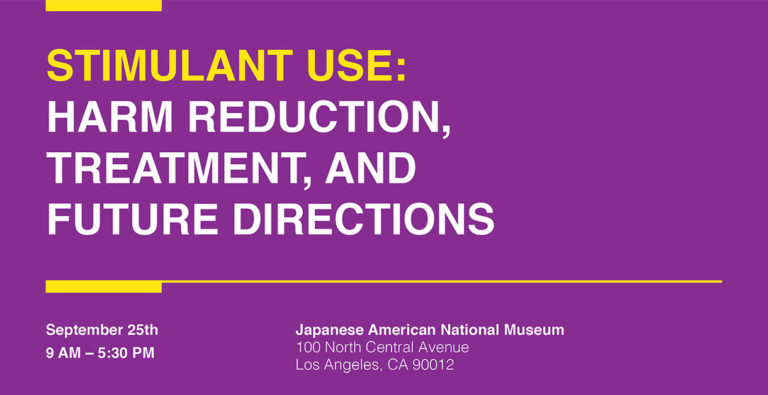 STIMULANT USE:
HARM REDUCTION,
TREATMENT, AND
FUTURE DIRECTIONS
September 25th
9 AM – 5:30 PM
Japanese American National Museum
100 North Central Avenue
Los Angeles, CA 90012